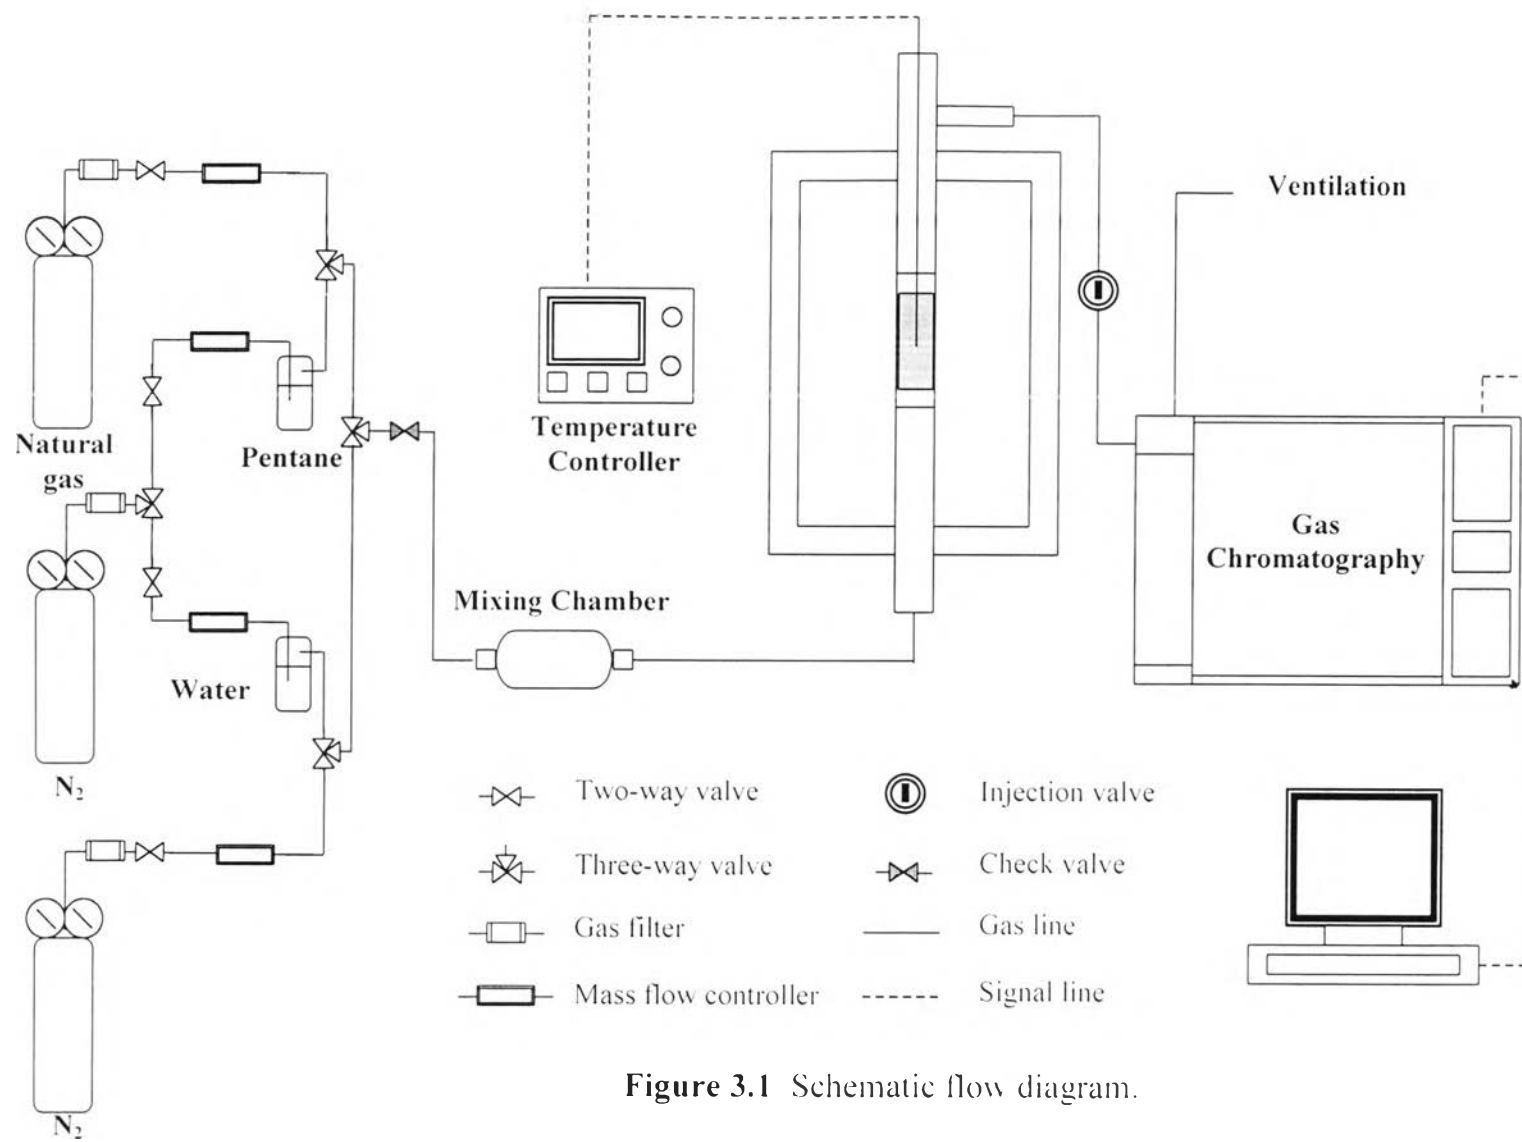 Ventilation
Natural
gas
Pentane
Temperature
Controller
Gas
Chromatography
Mixing Chamber
Water
N₂
Two-way valve
Injection valve
Three-way valve
Check valve
Gas filter
Gas line
Mass flow controller
Signal line
Figure 3.1 Schematic flow diagram.
N₂